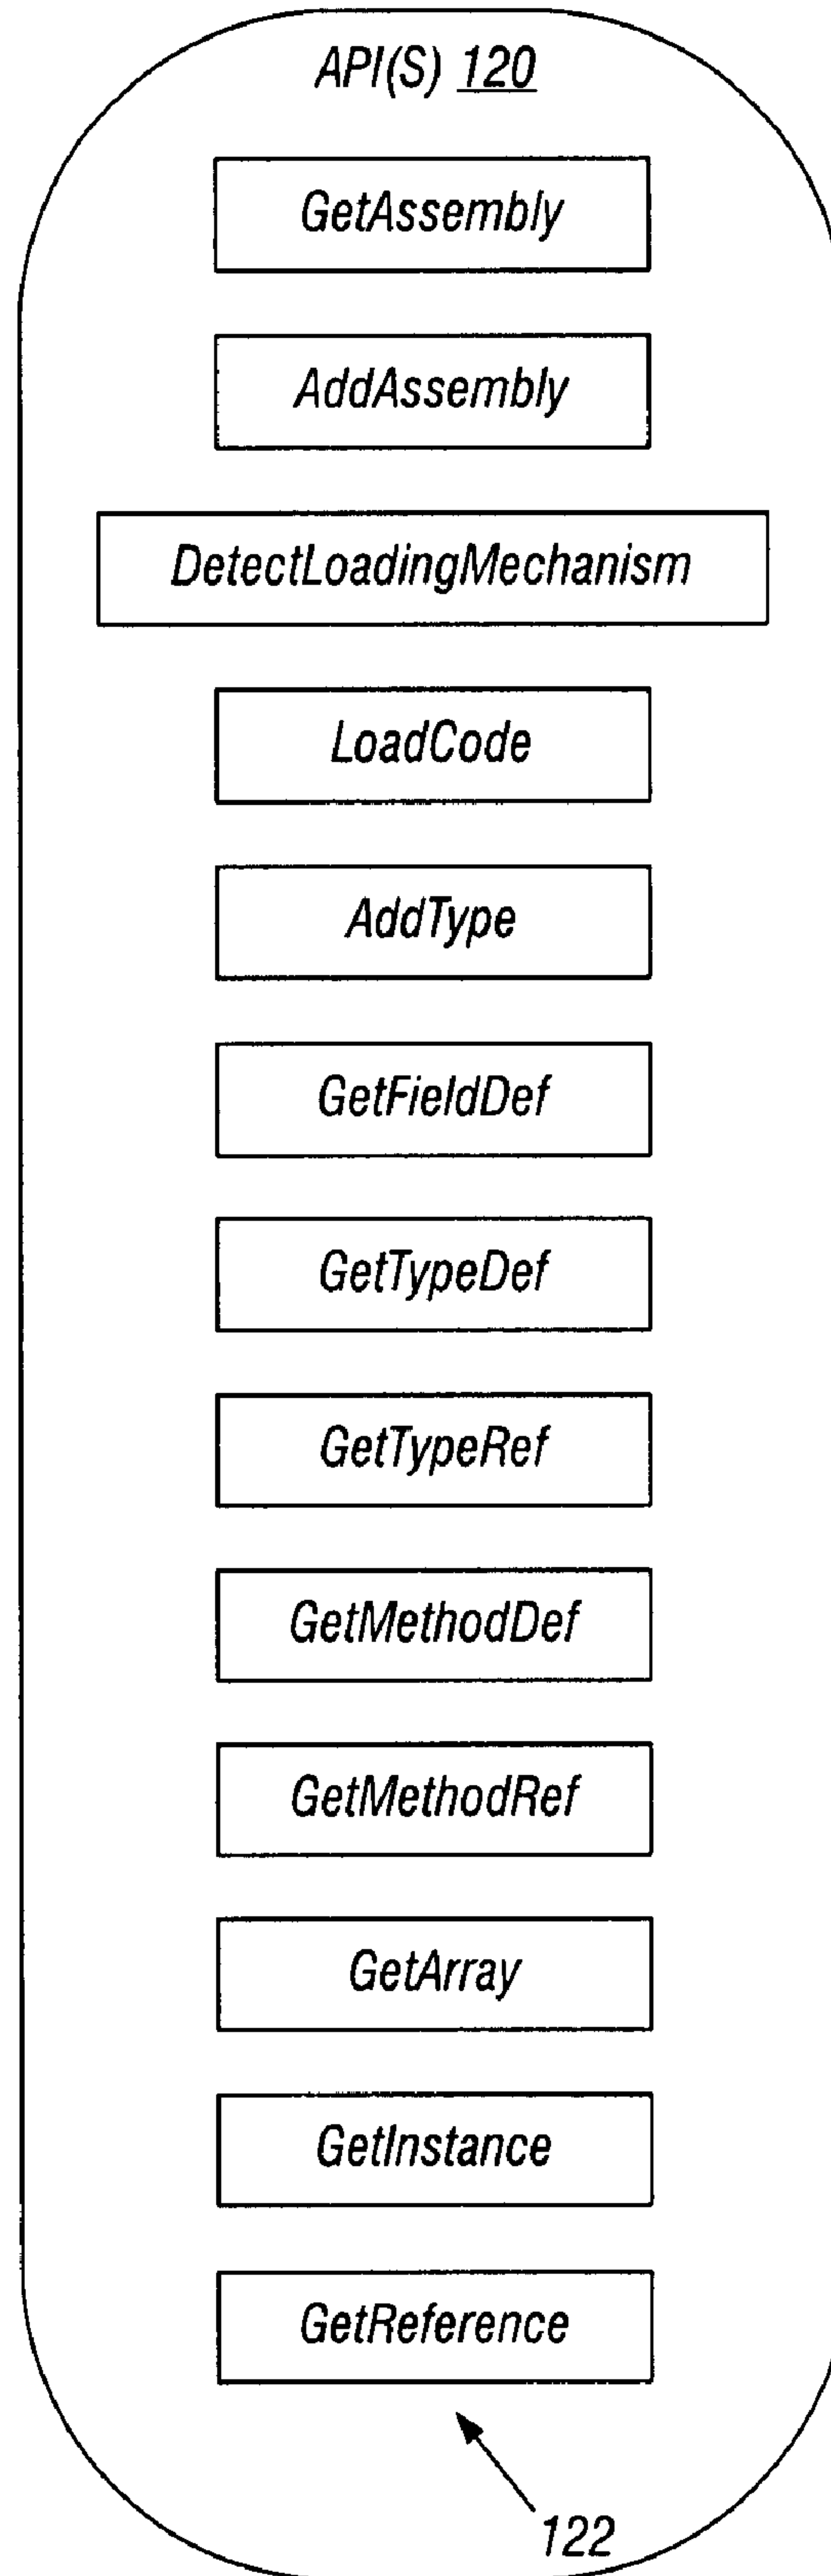 API(S) 120
GetAssembly
AddAssembly
DetectLoadingMechanism
LoadCode
AddType
GetFieldDef
GetTypeDef
GetTypeRef
GetMethodDef
GetMethodRef
GetArray
GetInstance
GetReference
122